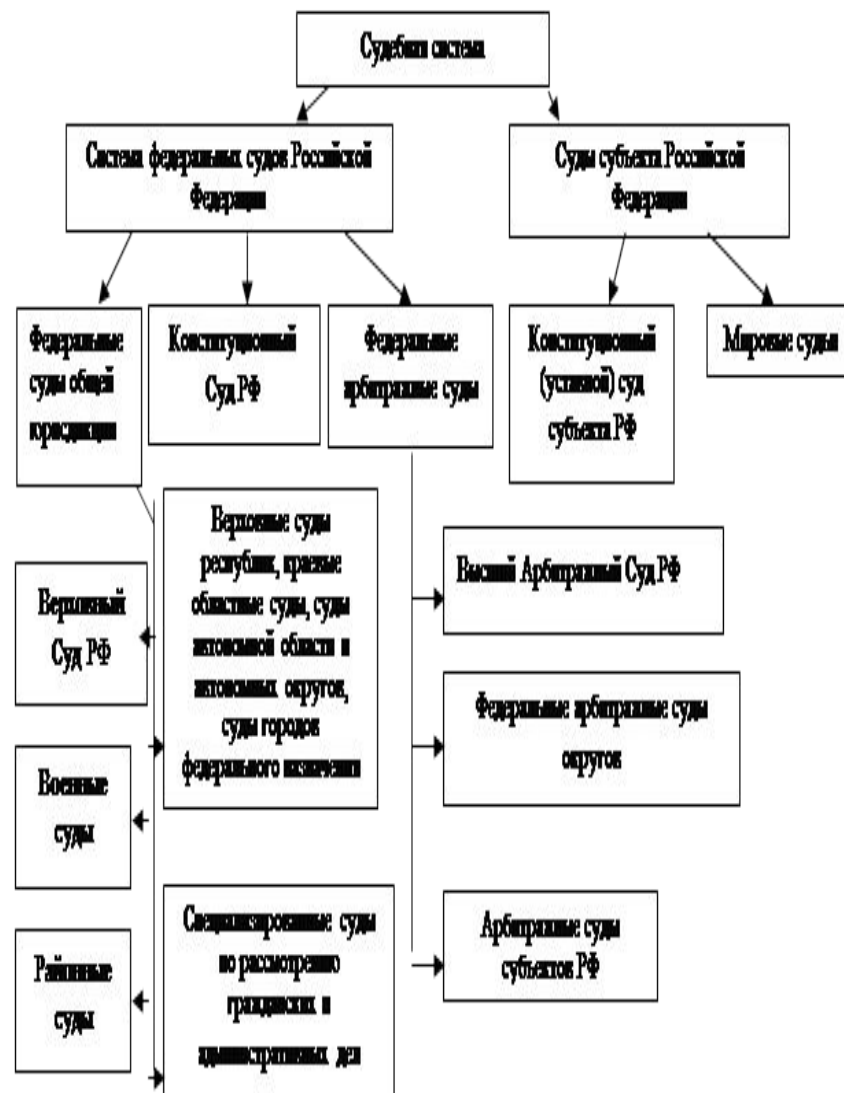 Судебная система
Система федеральных судов Российской
Федерации
Суды субъекта Российской
Федерации
Федеральные
суды общей
юрисдикции
Конституционный
Суд РФ
Федеральные
арбитражные суды
Конституционный
(уставной) суд
субъекта РФ
Мировые судьи
Верховные суды
республик, краевые
областные суды, суды
автономной области и
автономных округов,
суды городов
федерального назначения
Верховный
Суд РФ
Высший Арбитражный Суд РФ
Федеральные арбитражные суды
округов
Военные
суды
Специализированные суды
по рассмотрению
гражданских и
административных дел
Районные
суды
Арбитражные суды
субъектов РФ